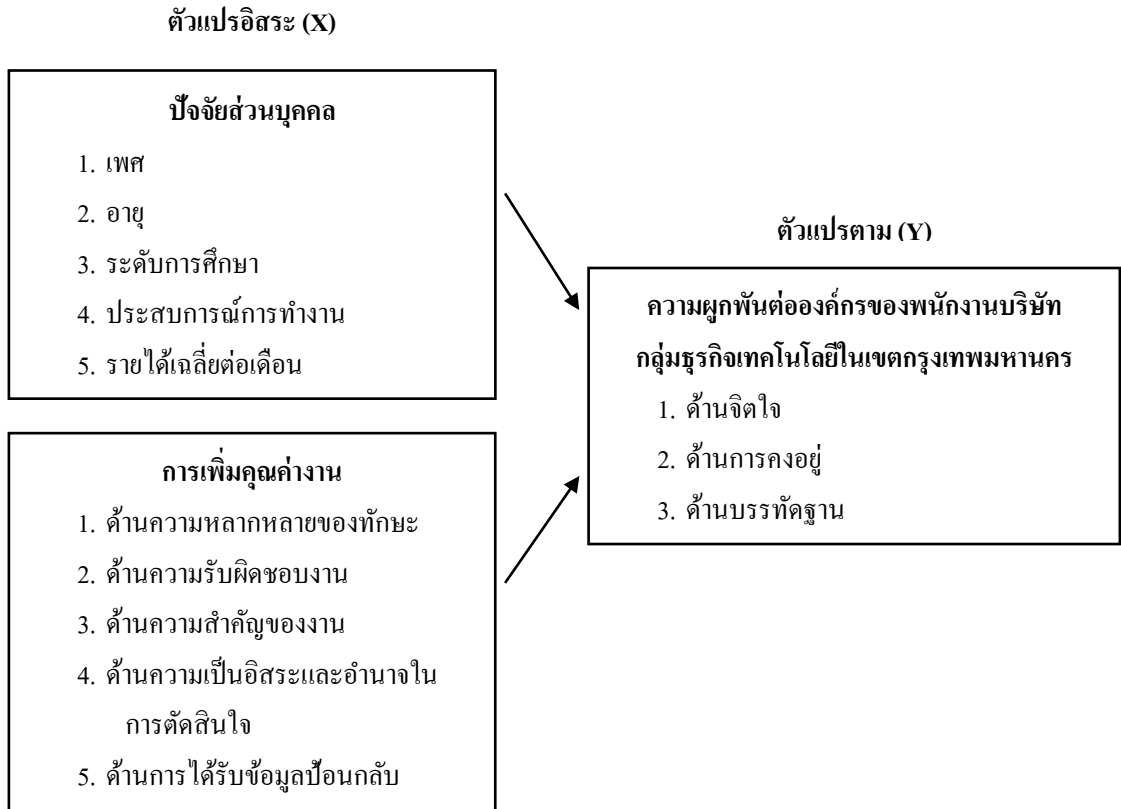 ตัวแปรอิสระ (X)
ปัจจัยส่วนบุคคล
1. เพศ
2. อายุ
3. ระดับการศึกษา
4. ประสบการณ์การทำงาน
5. รายได้เฉลี่ยต่อเดือน
การเพิ่มคุณค่างาน
1. ด้านความหลากหลายของทักษะ
2. ด้านความรับผิดชอบงาน
3. ด้านความสำคัญของงาน
4. ด้านความเป็นอิสระและอำนาจใน
การตัดสินใจ
5. ด้านการได้รับข้อมูลป้อนกลับ
ตัวแปรตาม (Y)
ความผูกพันต่อองค์กรของพนักงานบริษัท
กลุ่มธุรกิจเทคโนโลยีในเขตกรุงเทพมหานคร
1. ด้านจิตใจ
2. ด้านการคงอยู่
3. ด้านบรรทัดฐาน